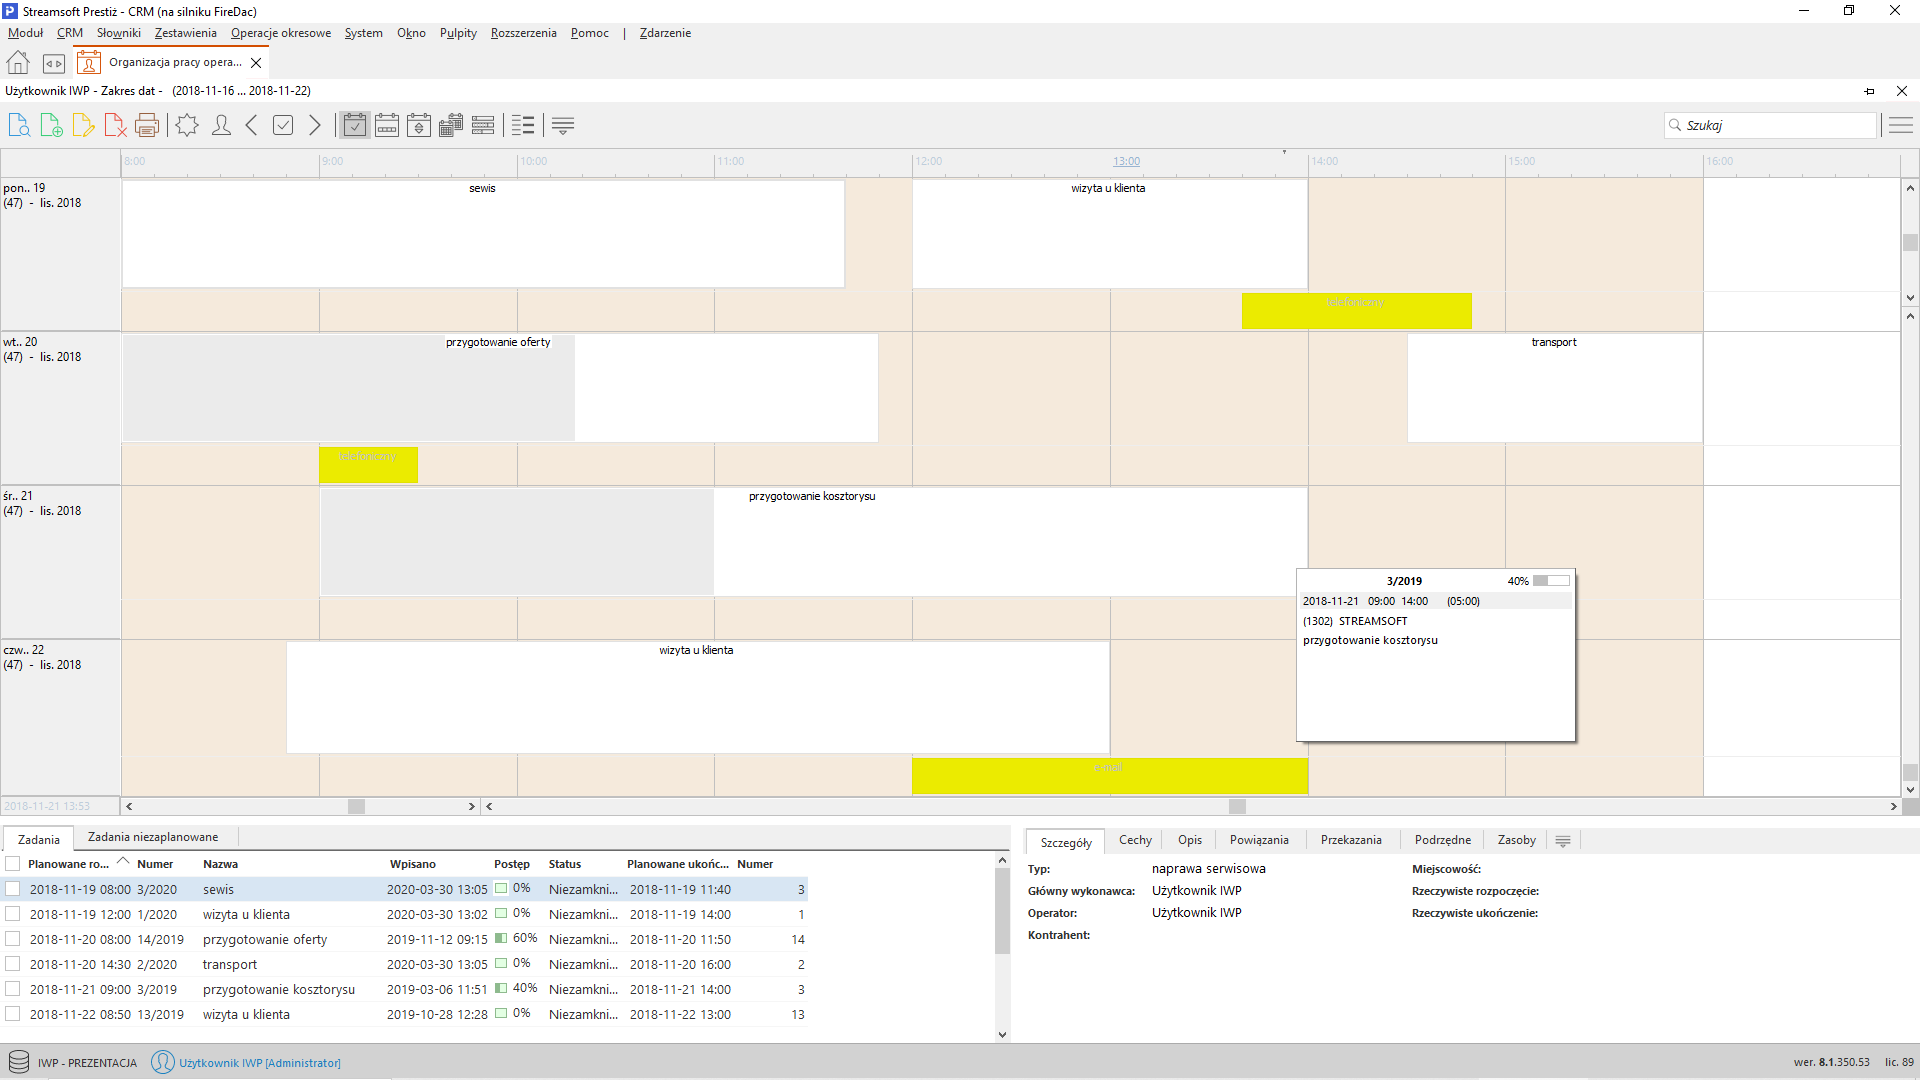 Streamsoft Prestiż - CRM (na silniku FireDac)
Moduł CRM Słowniki Zestawienia Operacje okresowe System Okno Pulpity Rozszerzenia Pomoc | Zdarzenie
Organizacja pracy opera...
Użytkownik IWP - Zakres dat - (2018-11-16 ... 2018-11-22)
Szukaj
8:00 9:00 10:00 11:00 12:00 13:00 14:00 15:00 16:00
pon.. 19 sewis wizyta u klienta
(47) - lis. 2018
telefoniczny
wt.. 20 przygotowanie oferty transport
(47) - lis. 2018
telefoniczny
śr.. 21 przygotowanie kosztorysu
(47) - lis. 2018
3/2019 40%
2018-11-21 09:00 14:00 (05:00)
(1302) STREAMSOFT
przygotowanie kosztorysu
czw.. 22 wizyta u klienta
(47) - lis. 2018
e-mail
2018-11-21 13:53
Zadania Zadania niezaplanowane
Planowane ro... Numer Nazwa Wpisano Postęp Status Planowane ukońc... Numer
2018-11-19 08:00 3/2020 sewis 2020-03-30 13:05 0% Niezamkni... 2018-11-19 11:40 3
2018-11-19 12:00 1/2020 wizyta u klienta 2020-03-30 13:02 0% Niezamkni... 2018-11-19 14:00 1
2018-11-20 08:00 14/2019 przygotowanie oferty 2019-11-12 09:15 60% Niezamkni... 2018-11-20 11:50 14
2018-11-20 14:30 2/2020 transport 2020-03-30 13:05 0% Niezamkni... 2018-11-20 16:00 2
2018-11-21 09:00 3/2019 przygotowanie kosztorysu 2019-03-06 11:51 40% Niezamkni... 2018-11-21 14:00 3
2018-11-22 08:50 13/2019 wizyta u klienta 2019-10-28 12:28 0% Niezamkni... 2018-11-22 13:00 13
Szczegóły Cechy Opis Powiązania Przekazania Podrzędne Zasoby
Typ: naprawa serwisowa Miejscowość:
Główny wykonawca: Użytkownik IWP Rzeczywiste rozpoczęcie:
Operator: Użytkownik IWP Rzeczywiste ukończenie:
Kontrahent:
IWP - PREZENTACJA Użytkownik IWP [Administrator] wer. 8.1.350.53 lic. 89